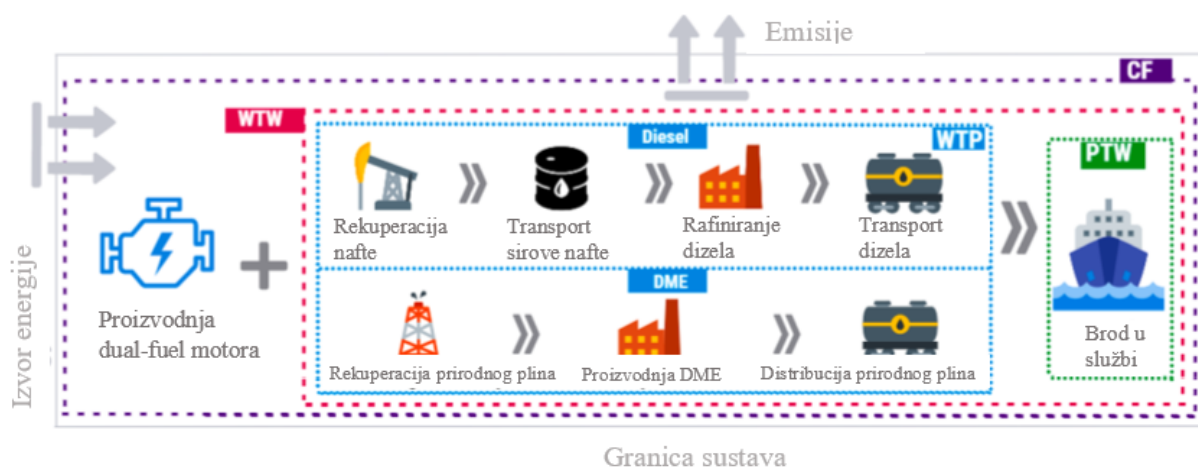 Emisije
CF
WTW
Diesel
WTP
PTW
Rekuperacija
nafte
Transport
sirove nafte
Rafiniranje
dizela
Transport
dizela
DME
Proizvodnja
dual-fuel motora
Rekuperacija prirodnog plina
Proizvodnja DME
Distribucija prirodnog plina
Brod u
službi
Izvor energije
Granica sustava